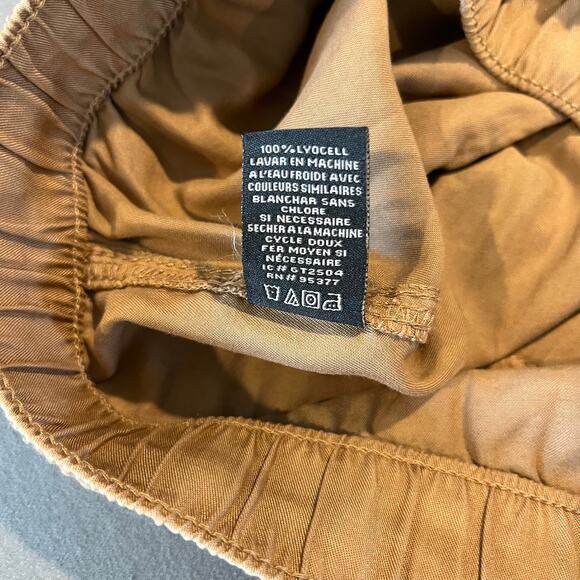 100% LYOCELL
LAVAR EN MACHINE
A L'EAU FROIDE AVEC
COULEURS SIMILAIRES
BLANCHAR SANS
CHLORE
SI NECESSAIRE
SECHER A LA MACHINE
CYCLE DOUX
FER MOYEN SI
NÉCESSAIRE
IC# GT2504
RN# 95377